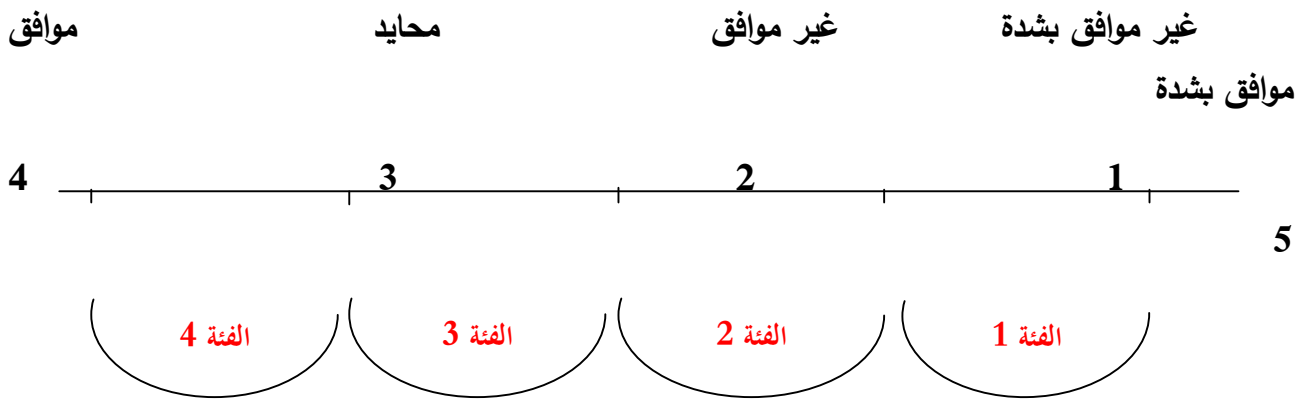 غير موافق بشدة غير موافق محايد موافق
موافق بشدة
1 2 3 4
5
الفئة 1 الفئة 2 الفئة 3 الفئة 4